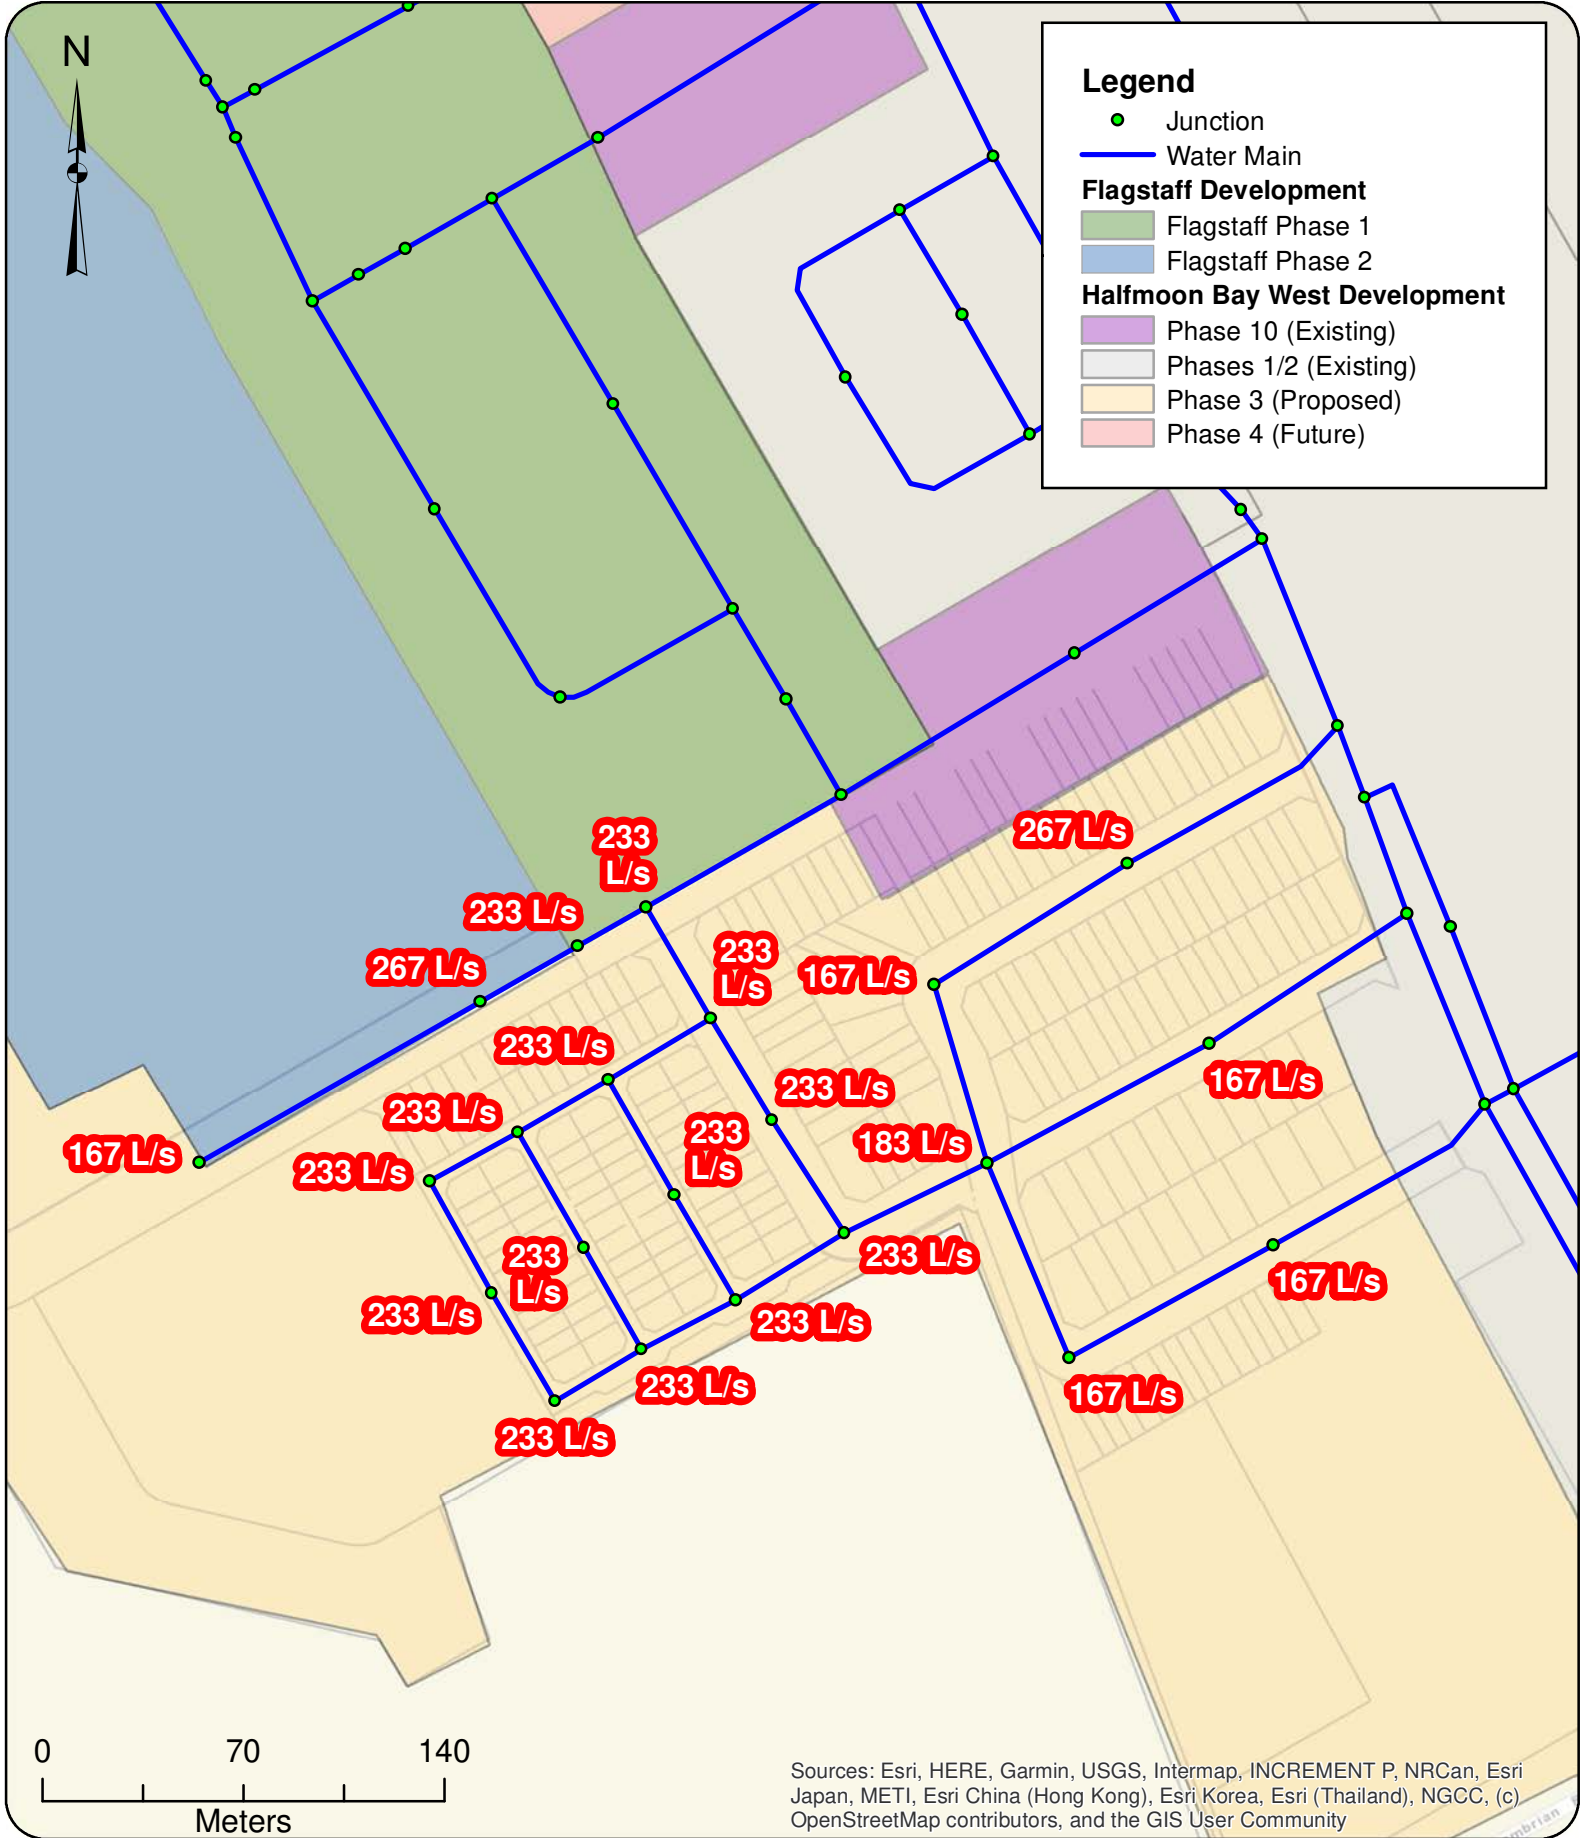 N
Legend
Junction
Water Main
Flagstaff Development
Flagstaff Phase 1
Flagstaff Phase 2
Halfmoon Bay West Development
Phase 10 (Existing)
Phases 1/2 (Existing)
Phase 3 (Proposed)
Phase 4 (Future)
267 L/s
233
L/s
233 L/s
267 L/s
233
L/s
167 L/s
233 L/s
233 L/s
167 L/s
233 L/s
233
L/s
183 L/s
167 L/s
233 L/s
233 L/s
233
L/s
233 L/s
167 L/s
233 L/s
233 L/s
233 L/s
167 L/s
233 L/s
0 70 140
Meters
Sources: Esri, HERE, Garmin, USGS, Intermap, INCREMENT P, NRCan, Esri
Japan, METI, Esri China (Hong Kong), Esri Korea, Esri (Thailand), NGCC, (c)
OpenStreetMap contributors, and the GIS User Community